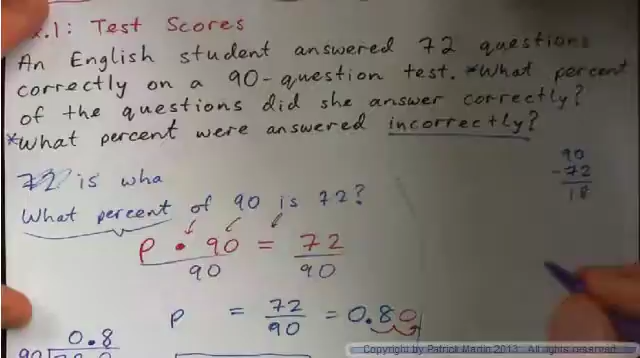 .1: Test Scores
An English student answered 72 questions
correctly on a 90-question test. *What percent
of the questions did she answer correctly?
*What percent were answered incorrectly?
90
-72
18
72 is wha
What percent of 90 is 72?
p • 90 = 72
90 90
p = 72/90 = 0.80
0.8
90
Copyright by Patrick Martin 2013 . All rights reserved